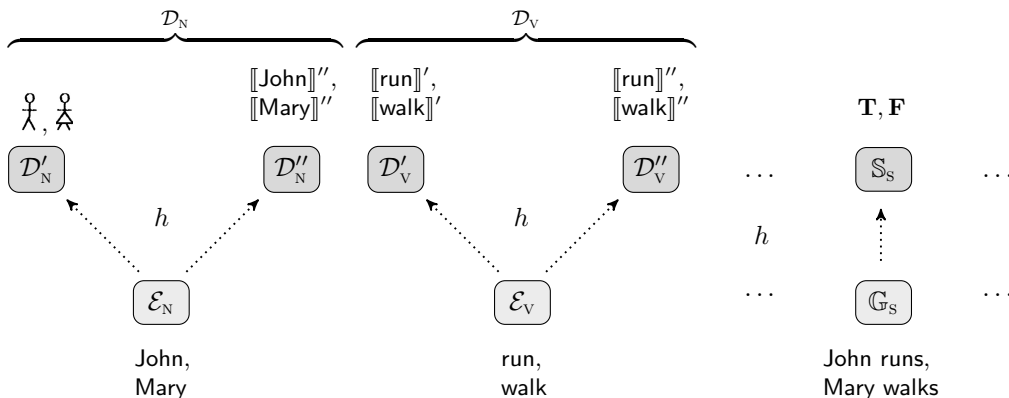 𝒟_N 𝒟_V
⟦John⟧″, ⟦run⟧′, ⟦run⟧″,
⟦Mary⟧″ ⟦walk⟧′ ⟦walk⟧″ T, F
,
𝒟′_N 𝒟″_N 𝒟′_V 𝒟″_V … 𝕊_S …
h h h
ℰ_N ℰ_V … 𝔾_S …
John, run, John runs,
Mary walk Mary walks